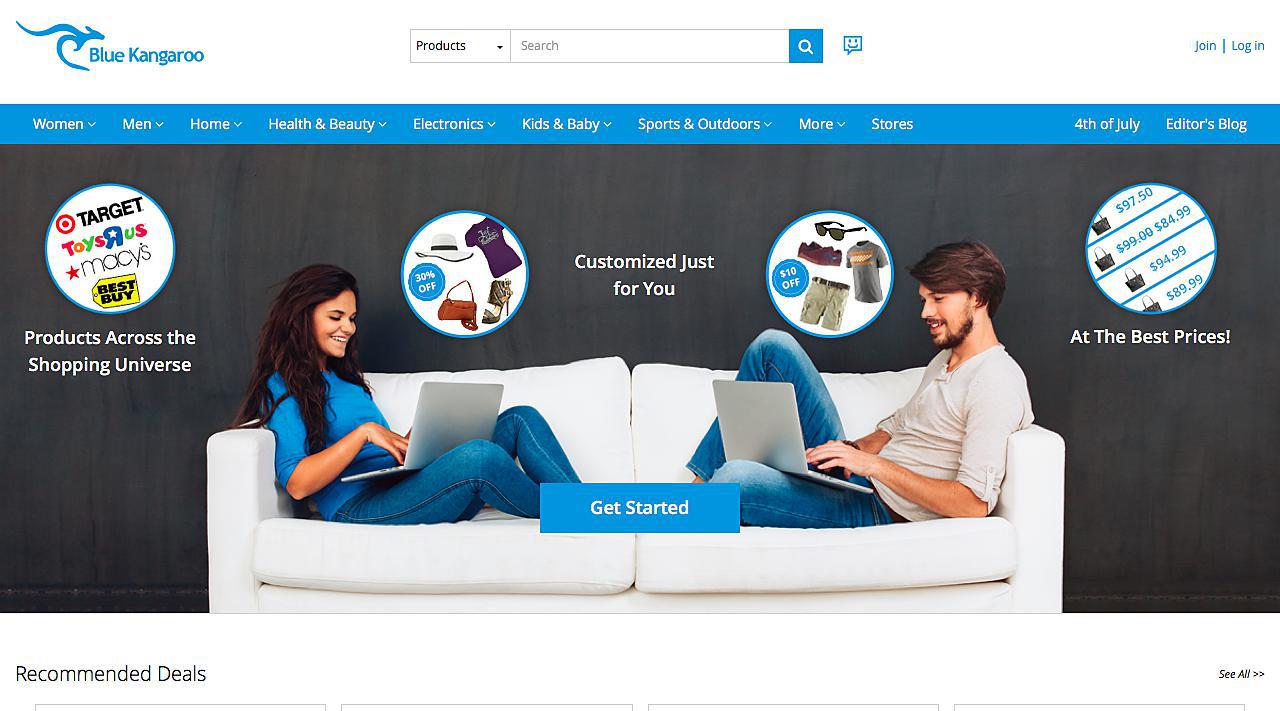 Blue Kangaroo
Products
Search
Join | Log in
Women
Men
Home
Health & Beauty
Electronics
Kids & Baby
Sports & Outdoors
More
Stores
4th of July
Editor's Blog
TARGET
TOYS R US
macy's
BEST
BUY
Products Across the
Shopping Universe
30%
OFF
Customized Just
for You
$10
OFF
$97.50
$99.00 $84.99
$94.99
$89.99
At The Best Prices!
Get Started
Recommended Deals
See All >>